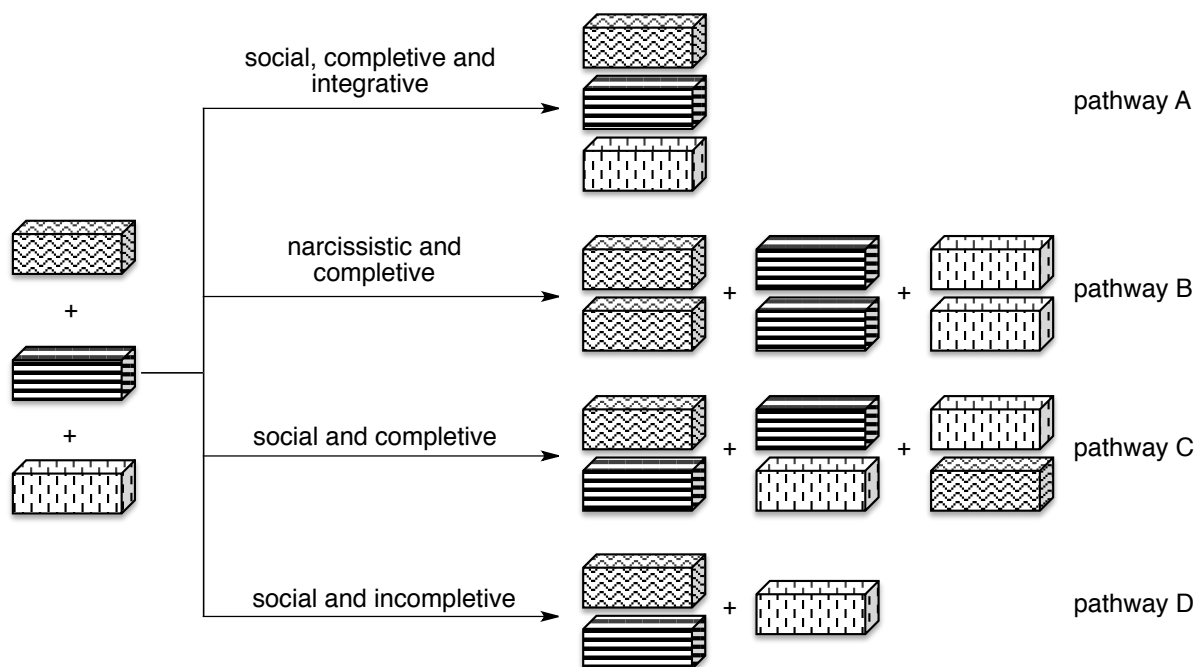 social, completive and
integrative
pathway A
narcissistic and
completive
+
+
pathway B
+
+
social and completive
+
+
pathway C
social and incompletive
+
pathway D